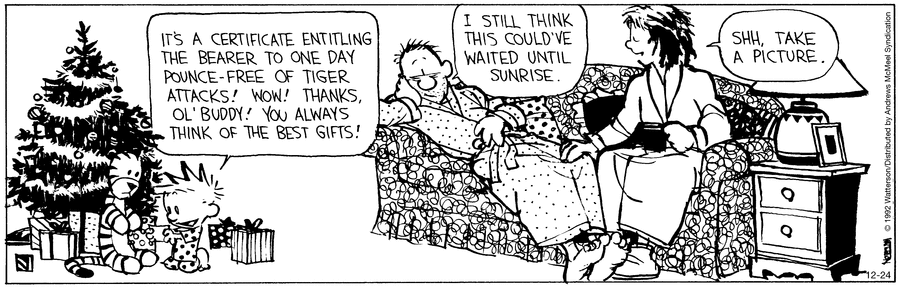 IT'S A CERTIFICATE ENTITLING
THE BEARER TO ONE DAY
POUNCE-FREE OF TIGER
ATTACKS! WOW! THANKS,
OL' BUDDY! YOU ALWAYS
THINK OF THE BEST GIFTS!
I STILL THINK
THIS COULD'VE
WAITED UNTIL
SUNRISE.
SHH, TAKE
A PICTURE.
© 1992 Watterson/Distributed by Andrews McMeel Syndication
12-24